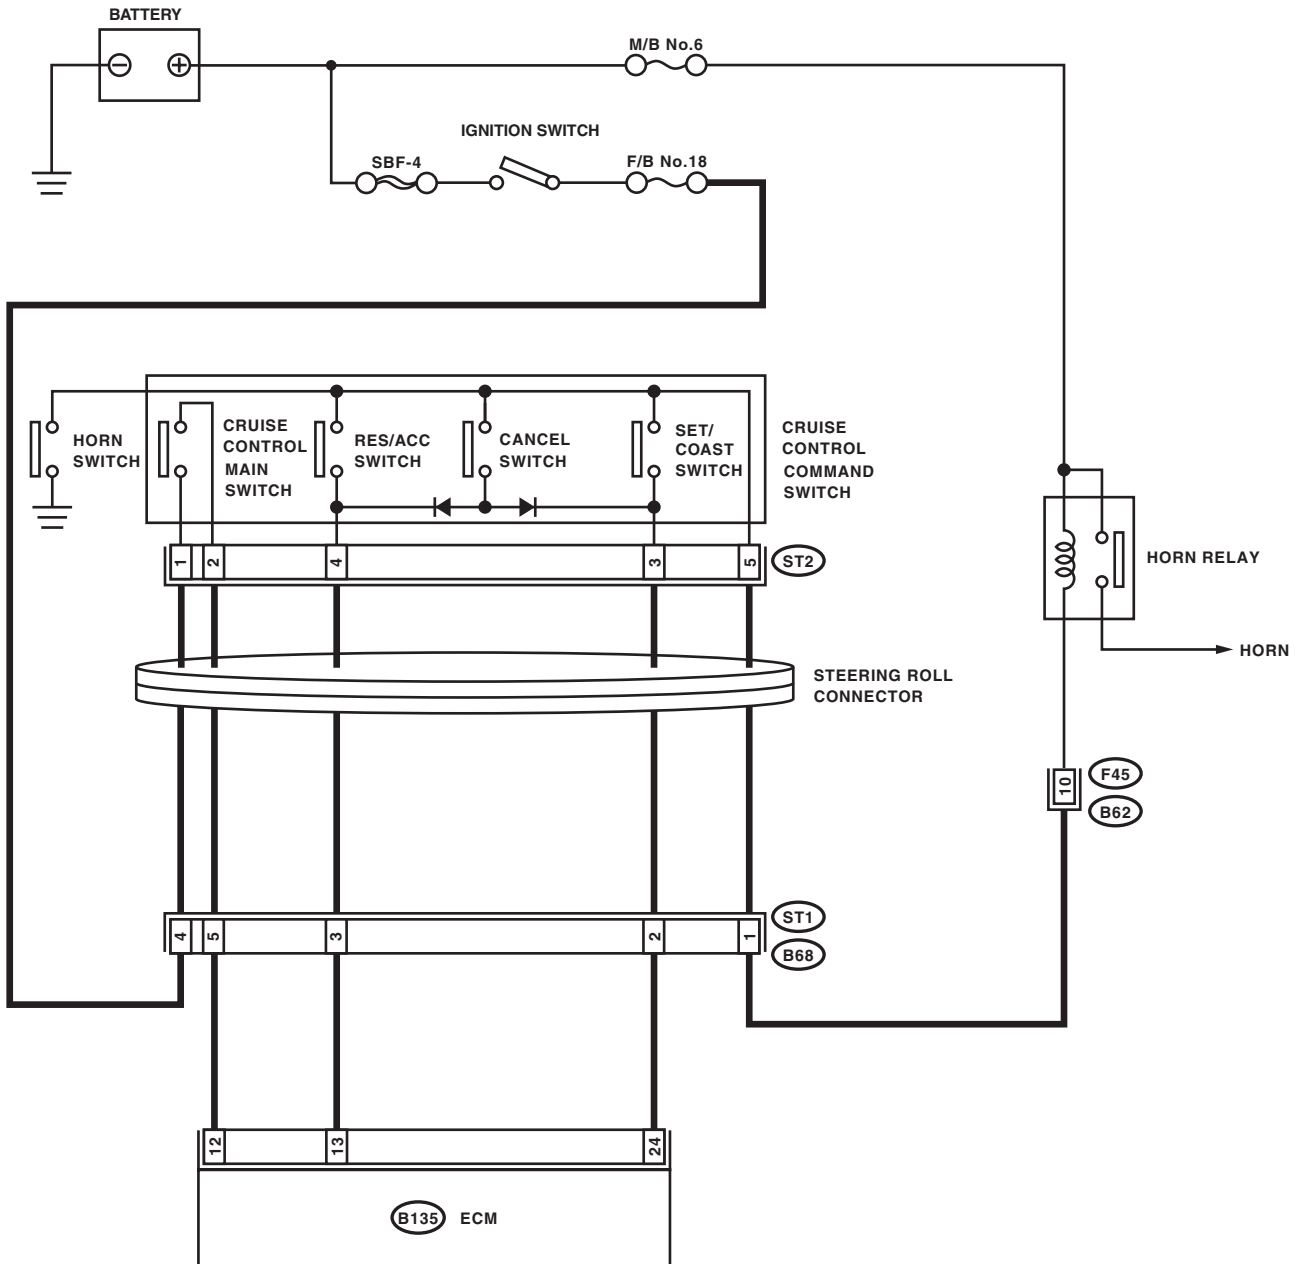 BATTERY
M/B No.6
IGNITION SWITCH
SBF-4
F/B No.18
HORN
SWITCH
CRUISE
CONTROL
MAIN
SWITCH
RES/ACC
SWITCH
CANCEL
SWITCH
SET/
COAST
SWITCH
CRUISE
CONTROL
COMMAND
SWITCH
1 2 4 3 5
ST2
HORN RELAY
HORN
STEERING ROLL
CONNECTOR
10
F45
B62
4 5 3 2 1
ST1
B68
12 13 24
B135 ECM